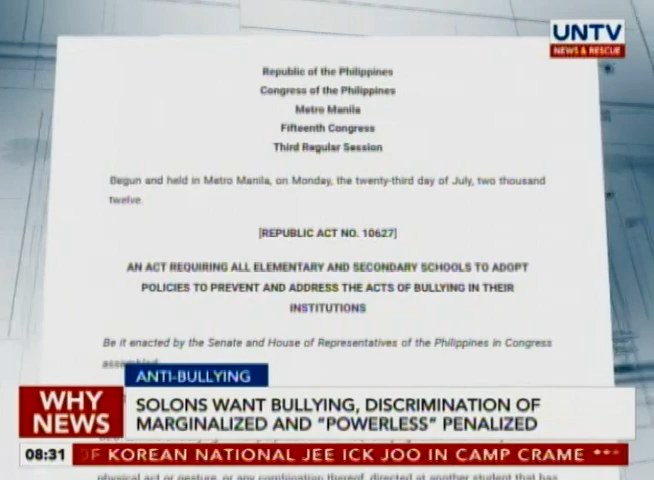 UNTV
NEWS & RESCUE
Republic of the Philippines
Congress of the Philippines
Metro Manila
Fifteenth Congress
Third Regular Session
Begun and held in Metro Manila, on Monday, the twenty-third day of July, two thousand
twelve.
[REPUBLIC ACT NO. 10627]
AN ACT REQUIRING ALL ELEMENTARY AND SECONDARY SCHOOLS TO ADOPT
POLICIES TO PREVENT AND ADDRESS THE ACTS OF BULLYING IN THEIR
INSTITUTIONS
Be it enacted by the Senate and House of Representatives of the Philippines in Congress
assembled
ANTI-BULLYING
WHY
NEWS
SOLONS WANT BULLYING, DISCRIMINATION OF
MARGINALIZED AND “POWERLESS” PENALIZED
08:31
OF KOREAN NATIONAL JEE ICK JOO IN CAMP CRAME ***
physical act or gesture, or any combination thereof, directed at another student that has